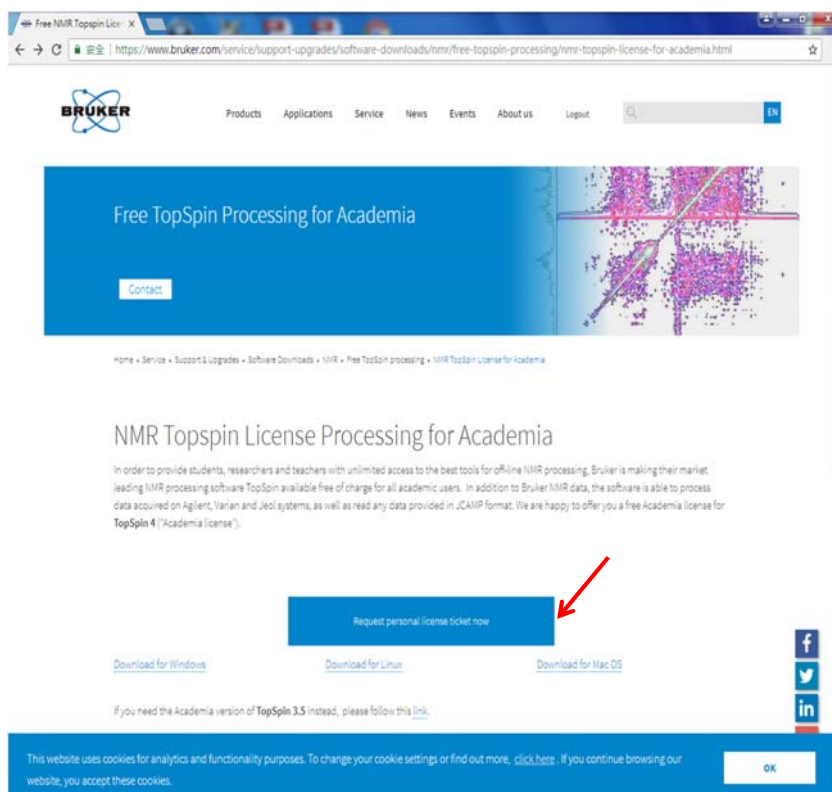 Free NMR Topspin Lice
安全 | https://www.bruker.com/service/support-upgrades/software-downloads/nmr/free-topspin-processing/nmr-topspin-license-for-academia.html
BRUKER
Products Applications Service News Events About us Logout
EN
Free TopSpin Processing for Academia
Contact
Home • Service • Support & Upgrades • Software Downloads • NMR • Free TopSpin processing • NMR TopSpin License for Academia
NMR Topspin License Processing for Academia
In order to provide students, researchers and teachers with unlimited access to the best tools for off-line NMR processing, Bruker is making their market
leading NMR processing software TopSpin available free of charge for all academic users. In addition to Bruker NMR data, the software is able to process
data acquired on Agilent, Varian and Jeol systems, as well as read any data provided in JCAMP format. We are happy to offer you a free Academia license for
TopSpin 4 ("Academia license").
Request personal license ticket now
Download for Windows Download for Linux Download for Mac OS
If you need the Academia version of TopSpin 3.5 instead, please follow this link.
This website uses cookies for analytics and functionality purposes. To change your cookie settings or find out more, click here . If you continue browsing our
website, you accept these cookies.
OK